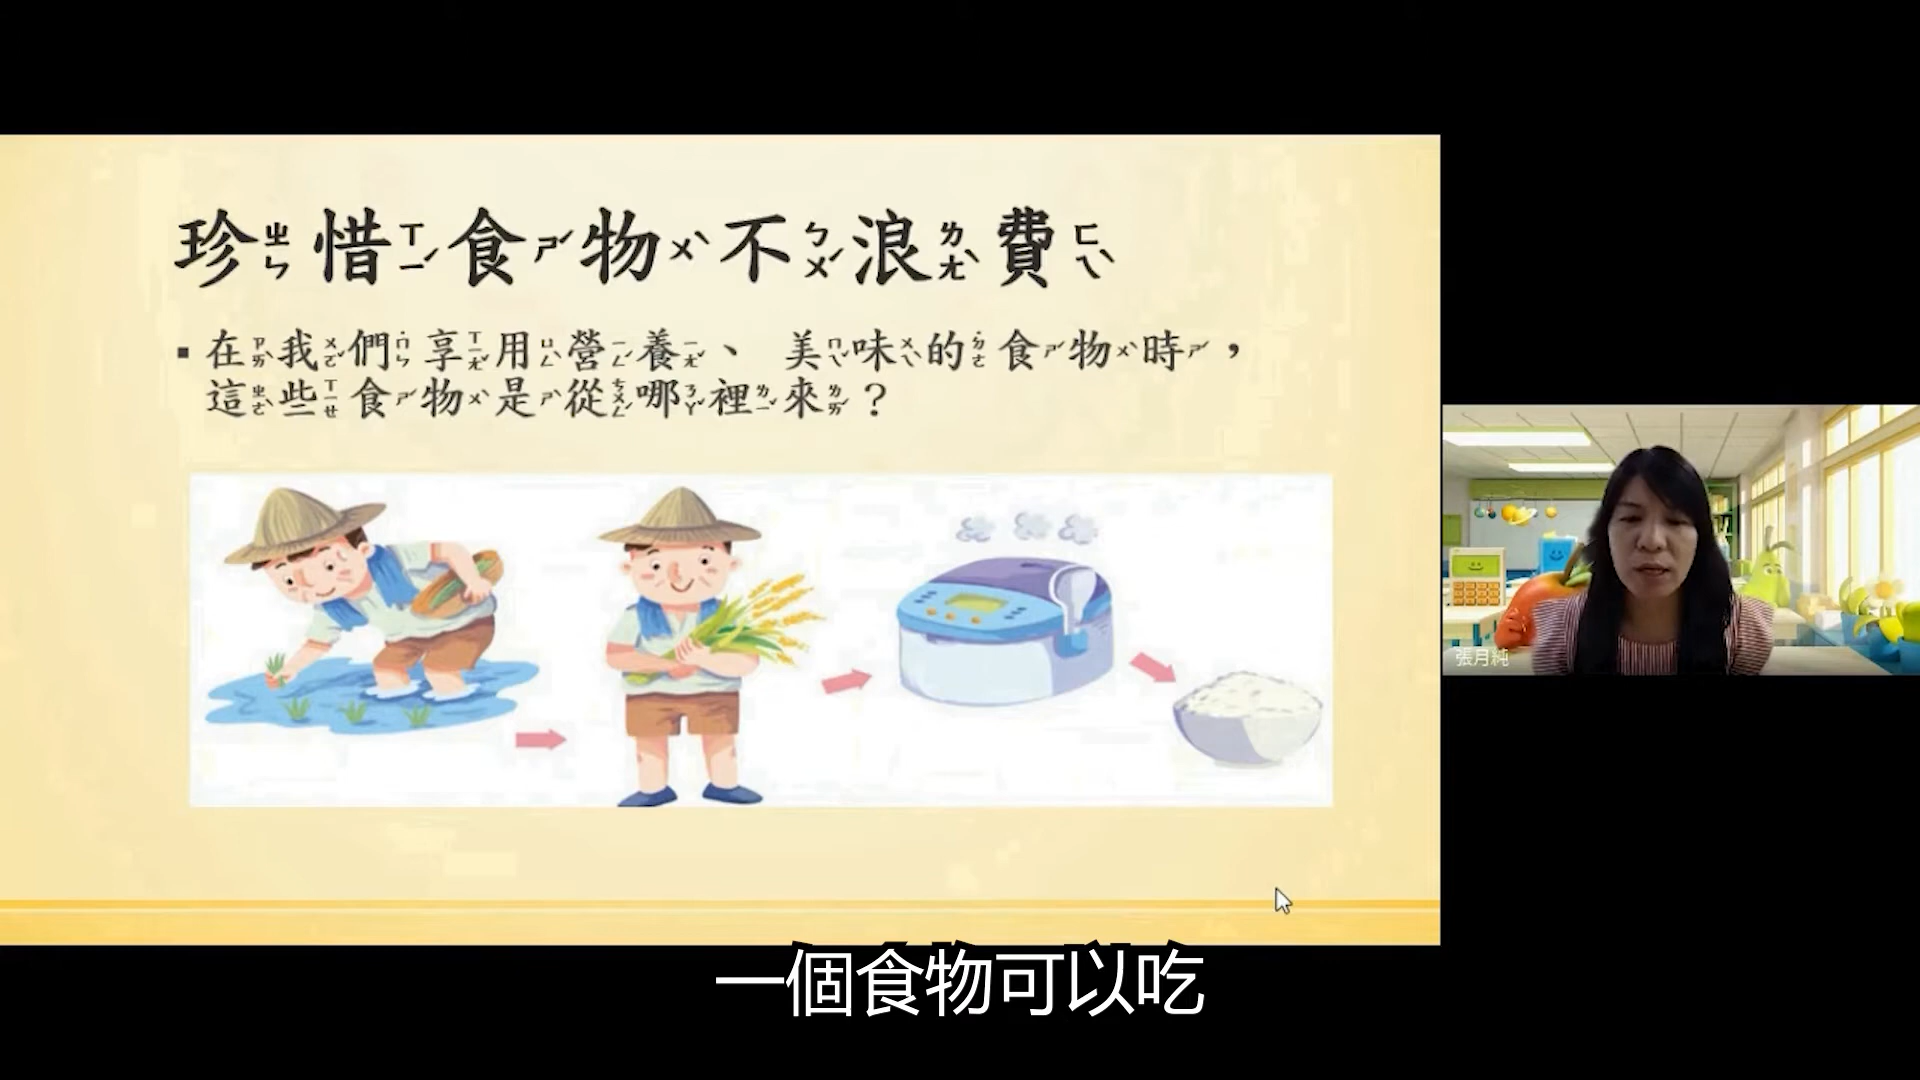 珍惜食物不浪費
▪ 在我們享用營養、 美味的食物時，
這些食物是從哪裡來？
張月純
一個食物可以吃